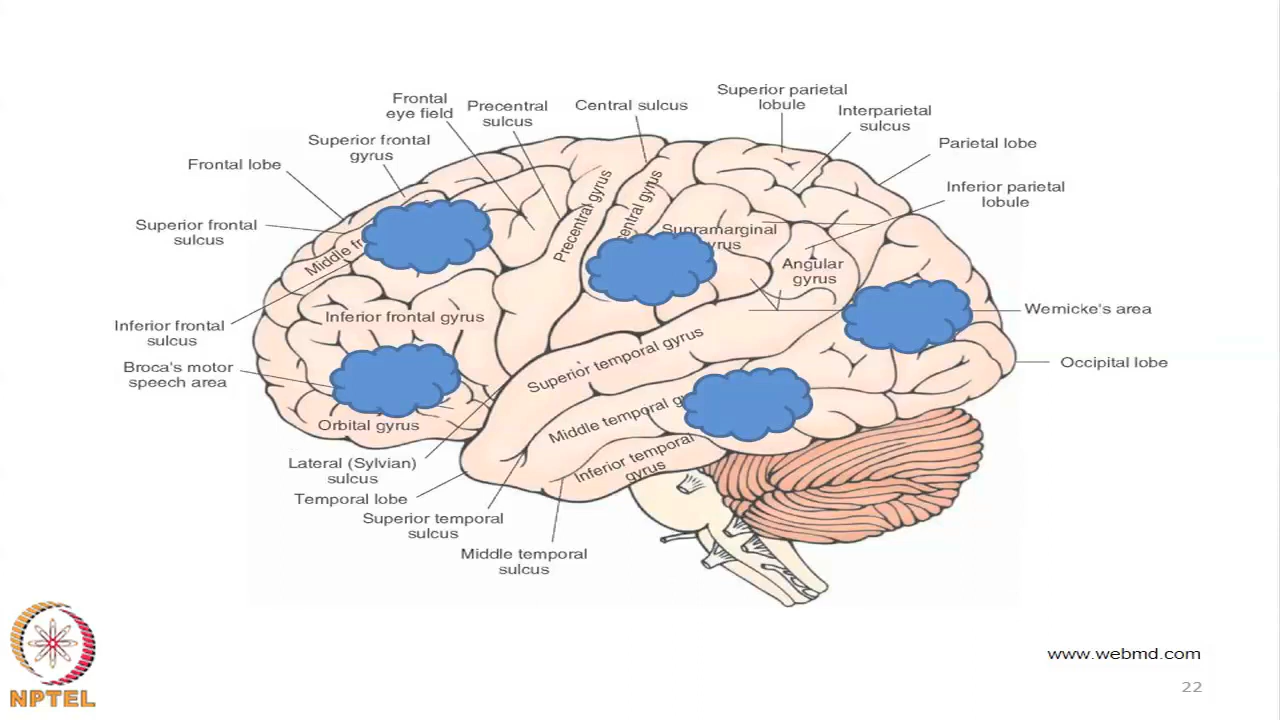 Frontal
eye field
Precentral
sulcus
Central sulcus
Superior parietal
lobule
Interparietal
sulcus
Superior frontal
gyrus
Parietal lobe
Frontal lobe
Inferior parietal
lobule
Superior frontal
sulcus
Middle
Precentral gyrus
gyrus
Supramarginal
Angular
gyrus
Inferior frontal
sulcus
Inferior frontal gyrus
Wernicke's area
Broca's motor
speech area
Superior temporal gyrus
Occipital lobe
Middle temporal
Orbital gyrus
Inferior temporal
gyrus
Lateral (Sylvian)
sulcus
Temporal lobe
Superior temporal
sulcus
Middle temporal
sulcus
www.webmd.com
22
NPTEL